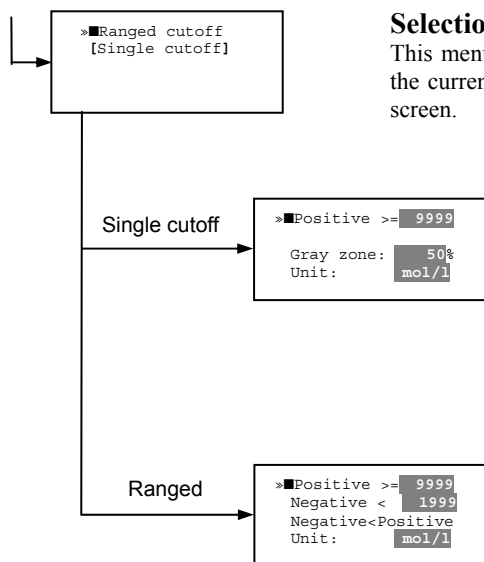 »■Ranged cutoff
[Single cutoff]
Selectio
This menu
the curren
screen.
Single cutoff
»■Positive >= 9999
Gray zone: 50%
Unit: mol/l
Ranged
»■Positive >= 9999
Negative < 1999
Negative<Positive
Unit: mol/l